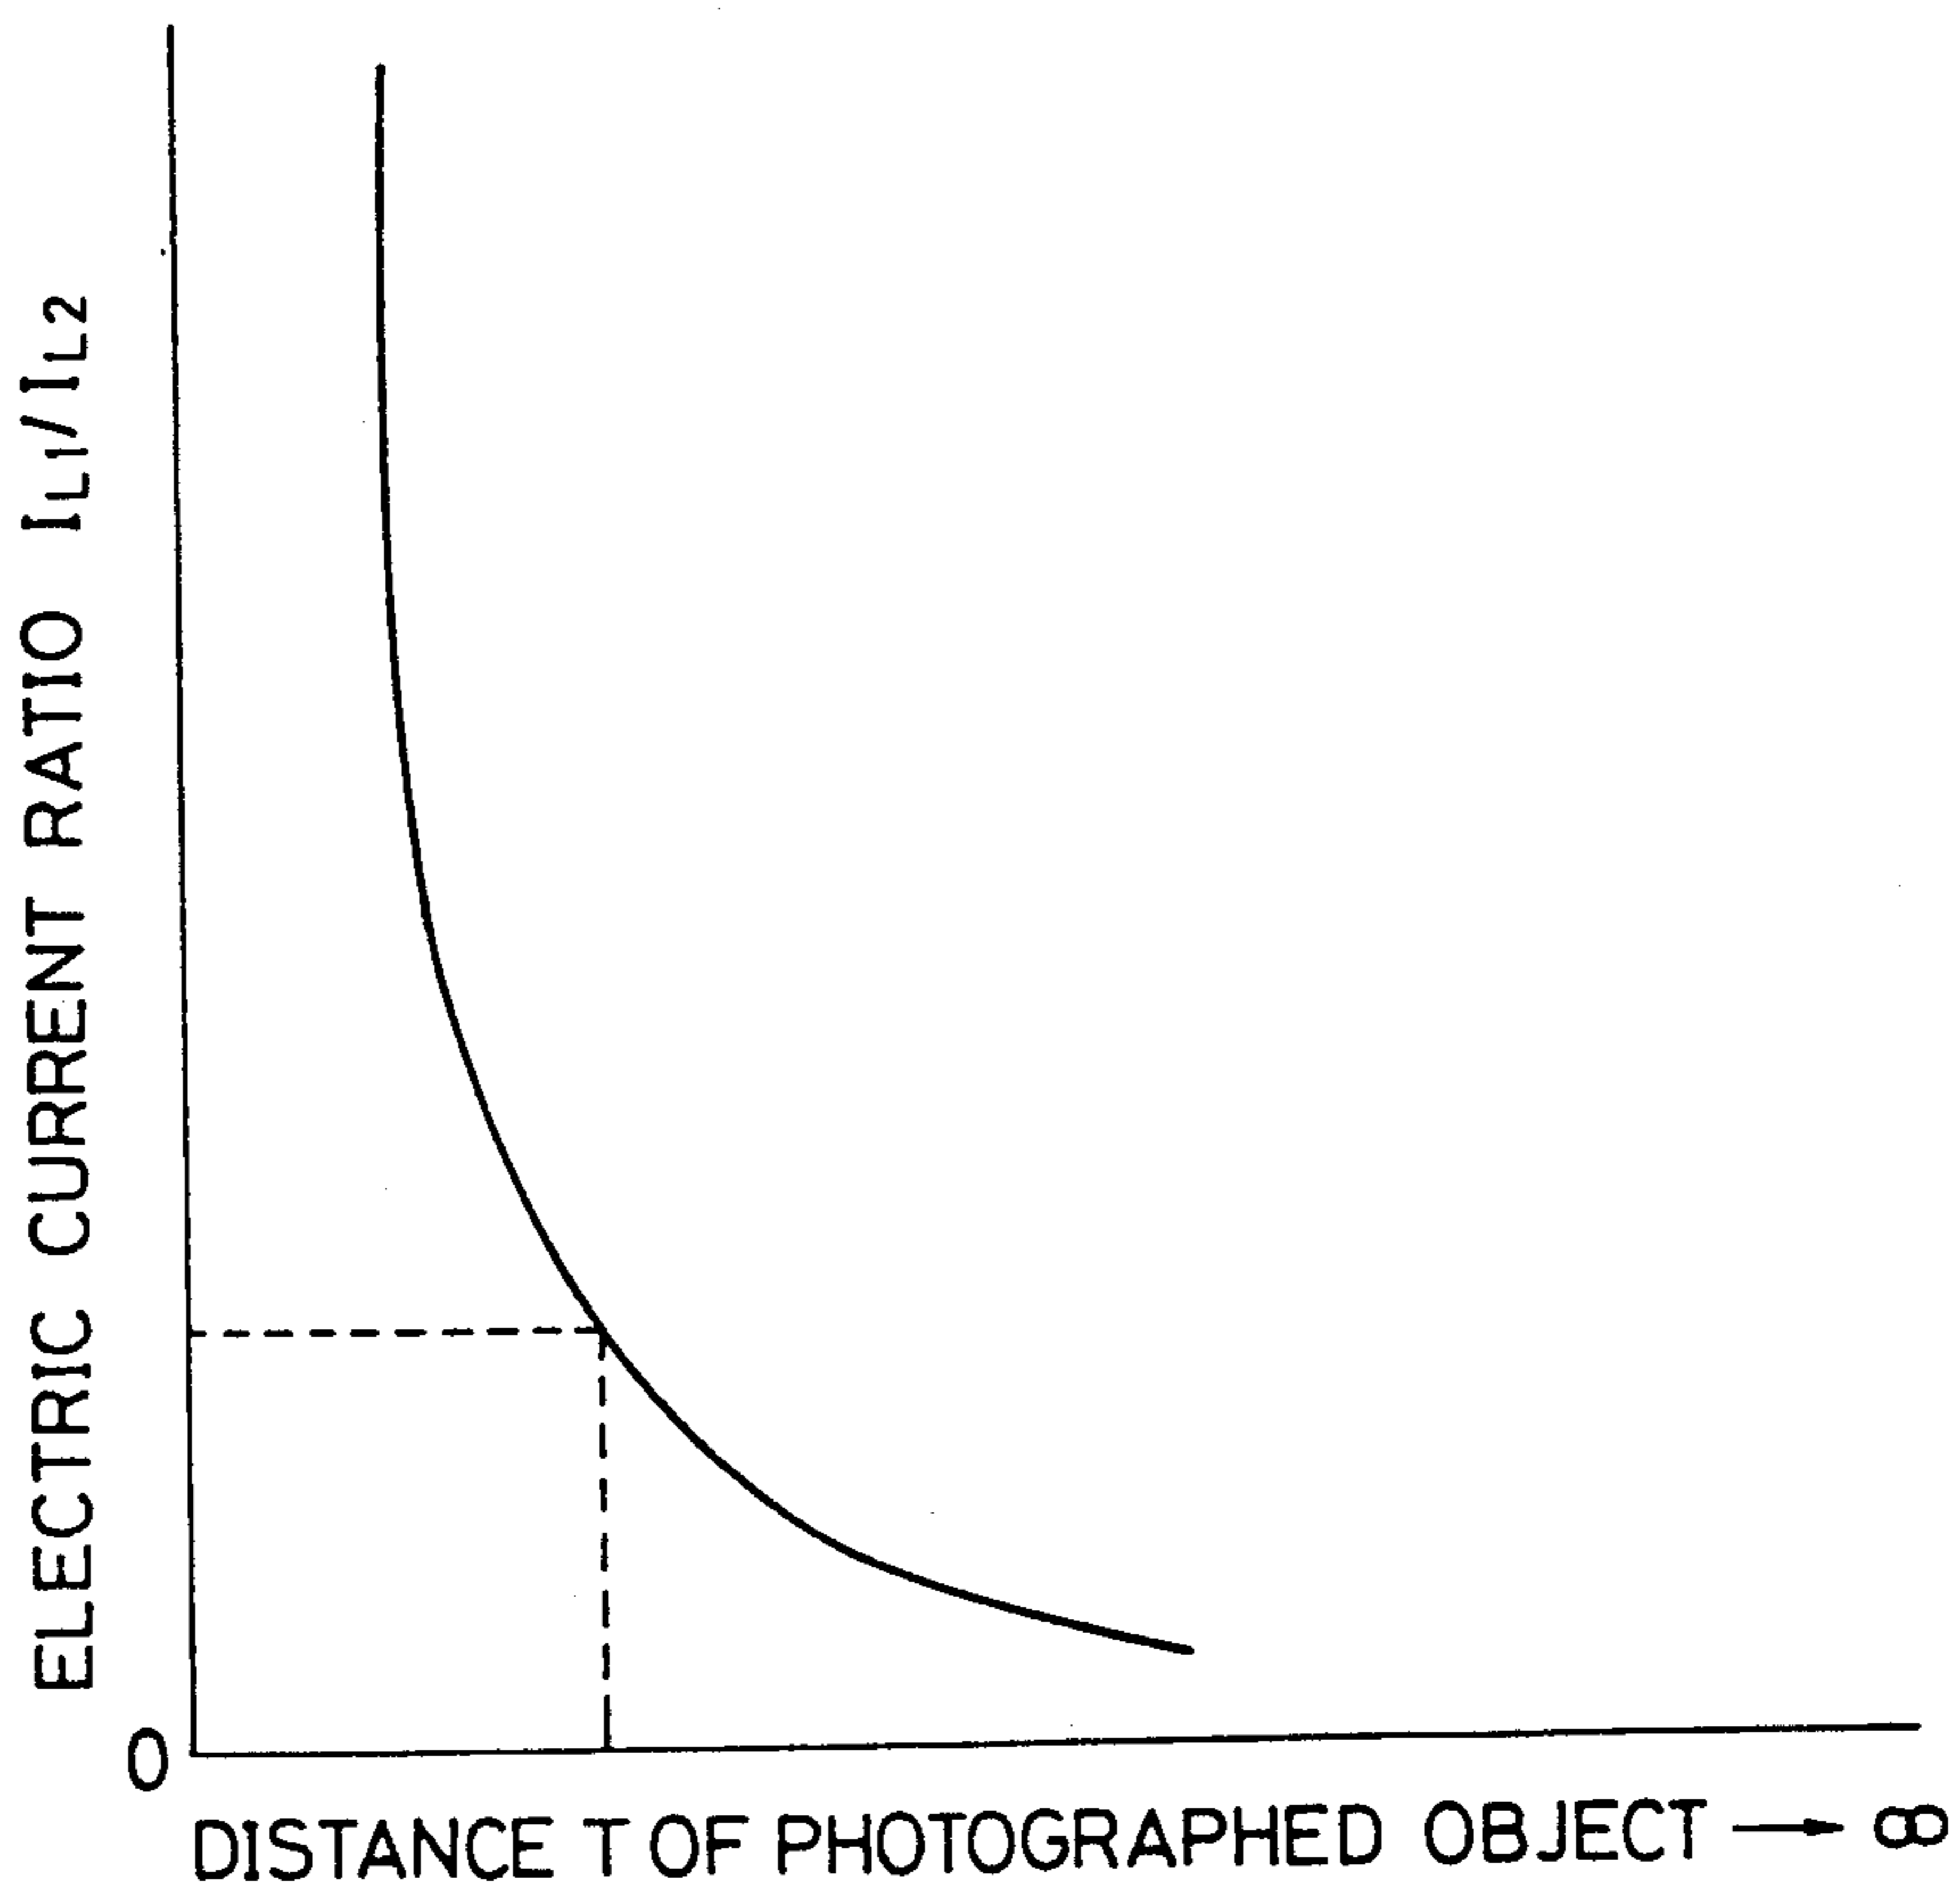 ELECTRIC CURRENT RATIO IL1/IL2
0
DISTANCE T OF PHOTOGRAPHED OBJECT → ∞